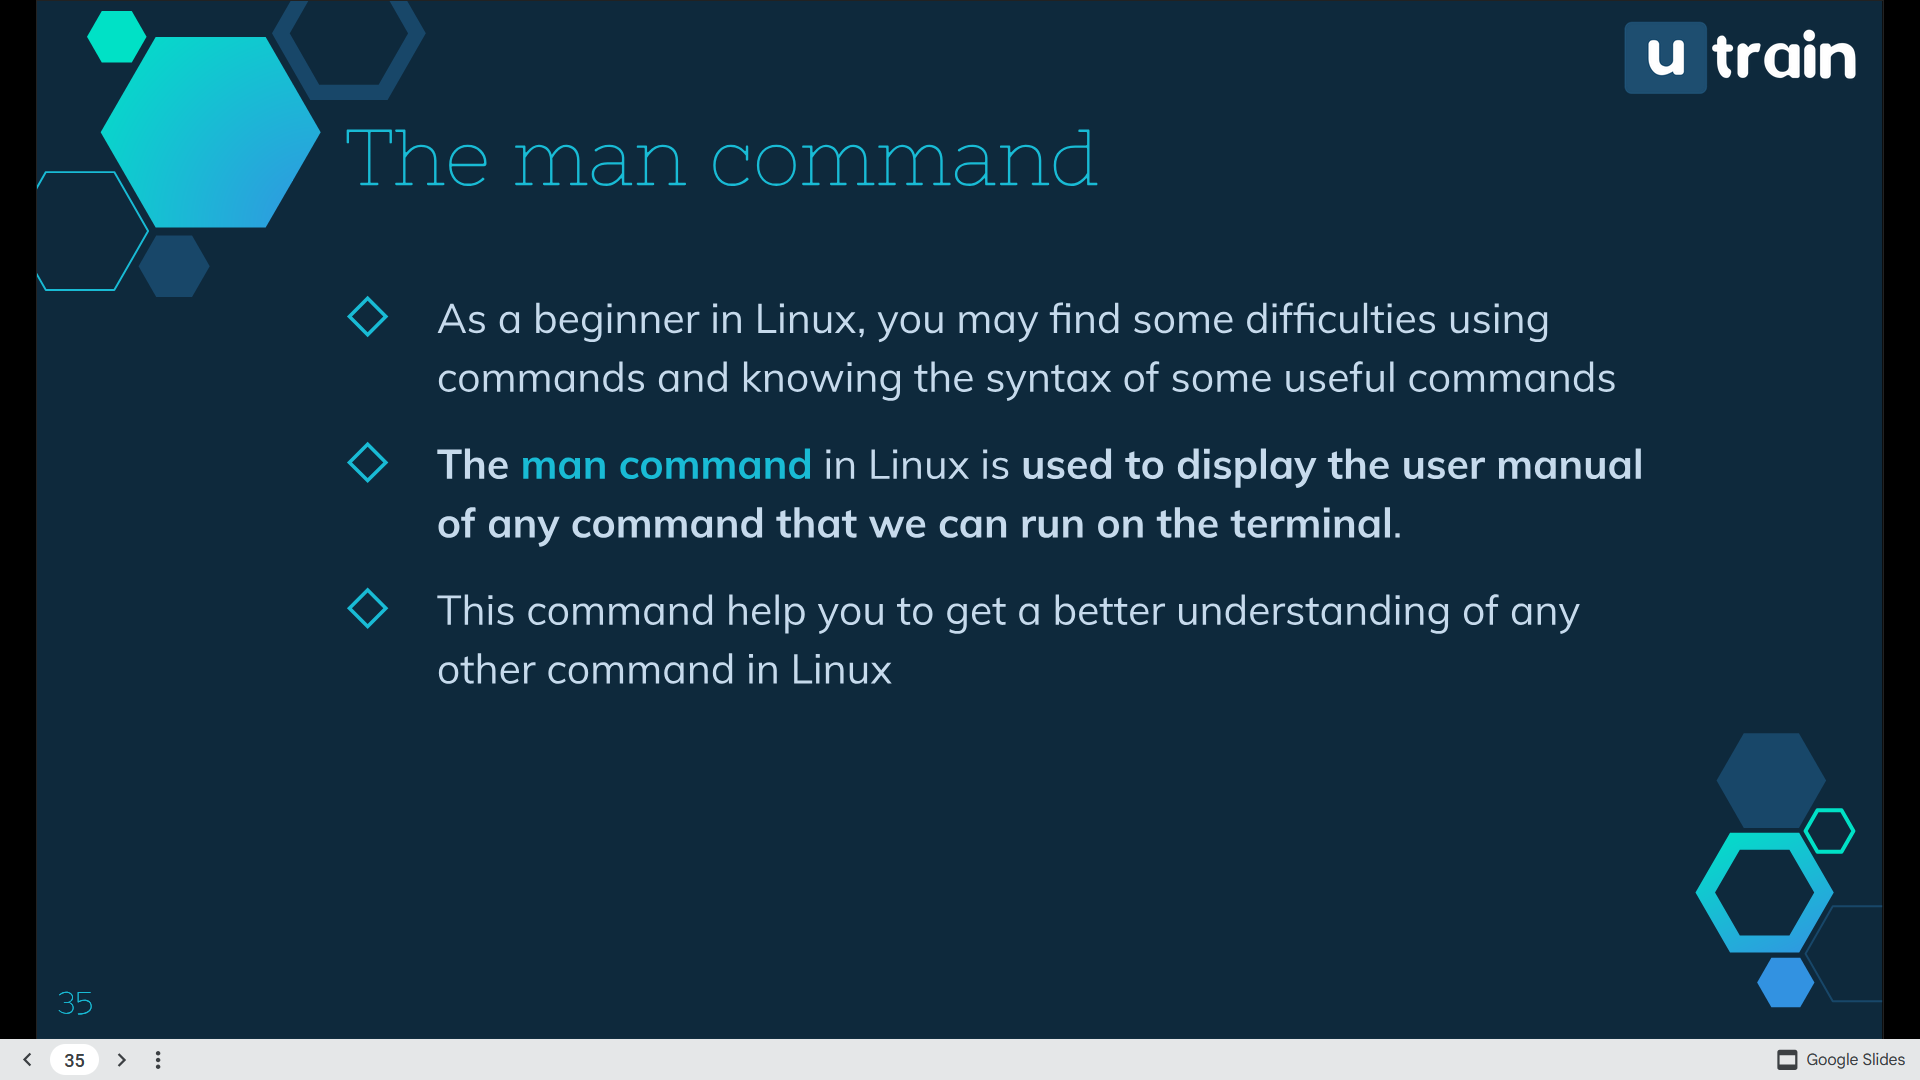 u train
The man command
As a beginner in Linux, you may find some difficulties using
commands and knowing the syntax of some useful commands
The man command in Linux is used to display the user manual
of any command that we can run on the terminal.
This command help you to get a better understanding of any
other command in Linux
35
35
Google Slides